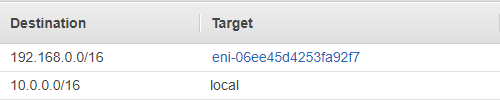 Destination Target
192.168.0.0/16 eni-06ee45d4253fa92f7
10.0.0.0/16 local